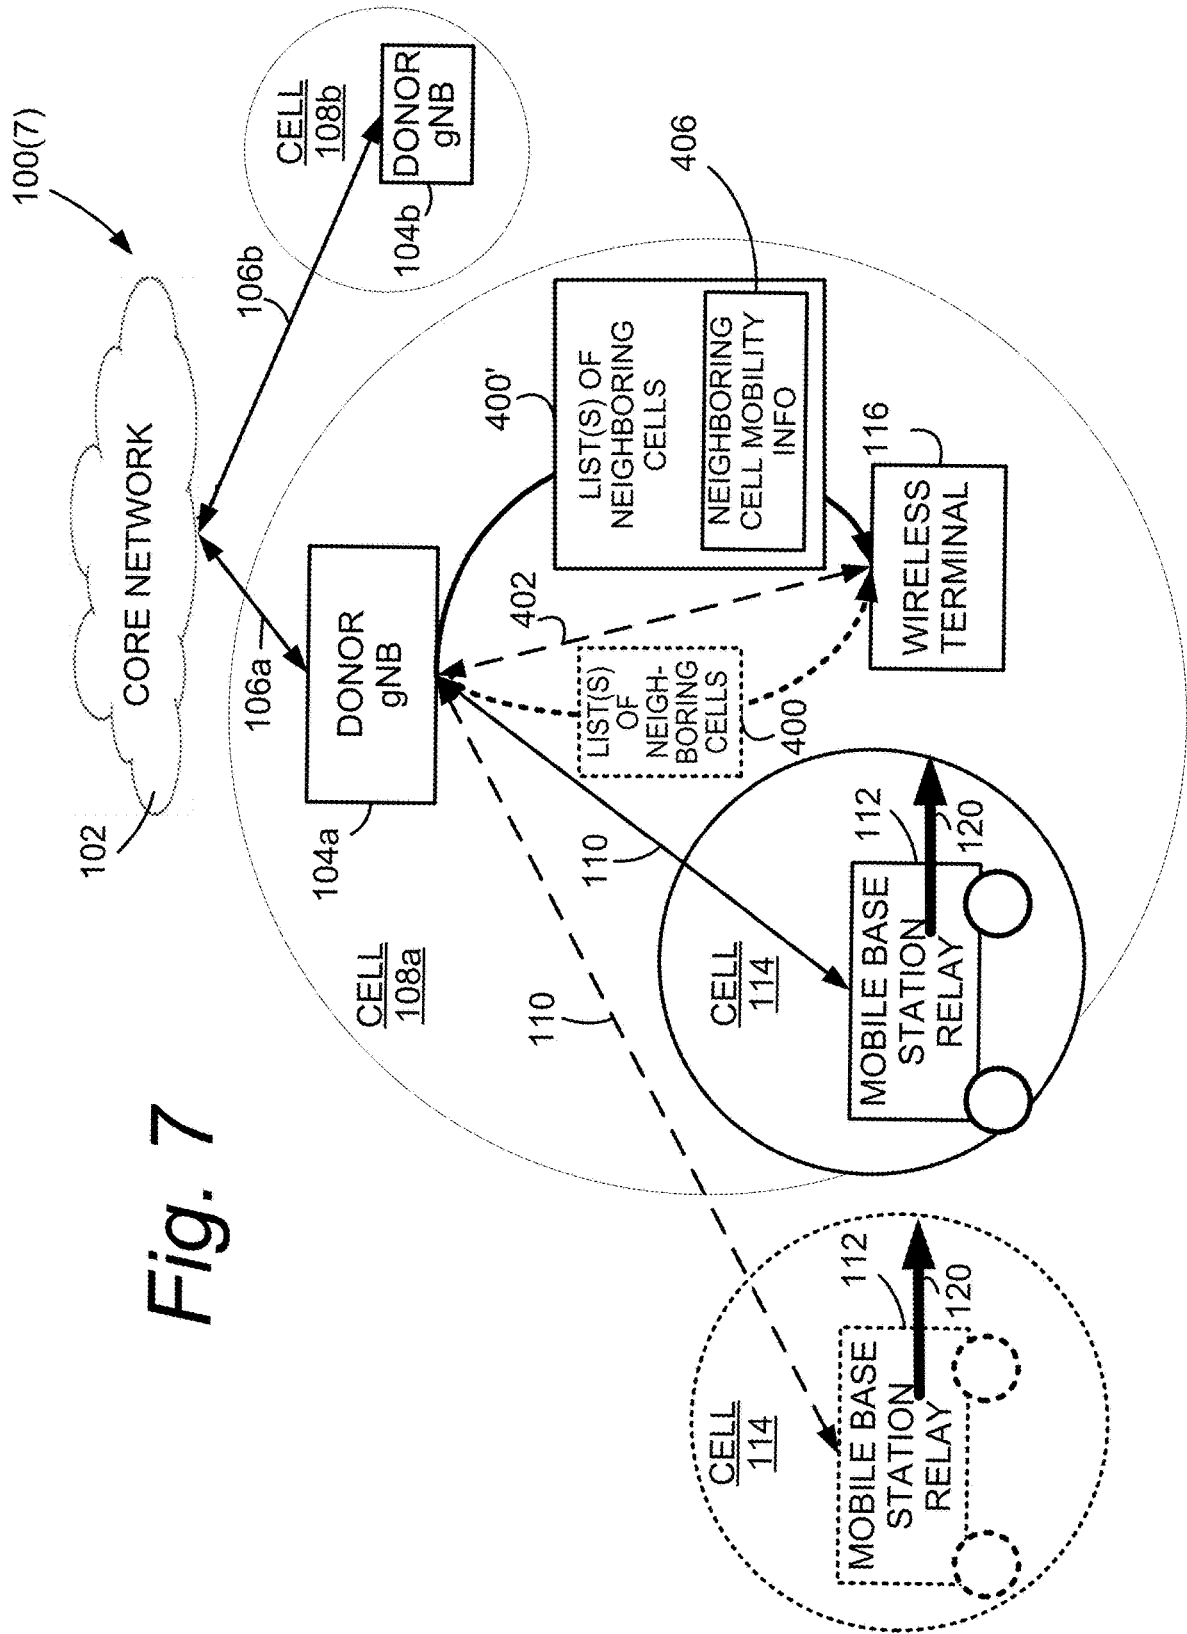 Fig. 7
100(7)
CORE NETWORK
102
106a
106b
CELL
108b
DONOR
gNB
104b
DONOR
gNB
104a
CELL
108a
400'
LIST(S) OF
NEIGHBORING
CELLS
NEIGHBORING
CELL MOBILITY
INFO
406
402
LIST(S)
OF
NEIGH-
BORING
CELLS
400
WIRELESS
TERMINAL
116
110
110
CELL
114
MOBILE BASE
STATION
RELAY
112
120
CELL
114
MOBILE BASE
STATION
RELAY
112
120